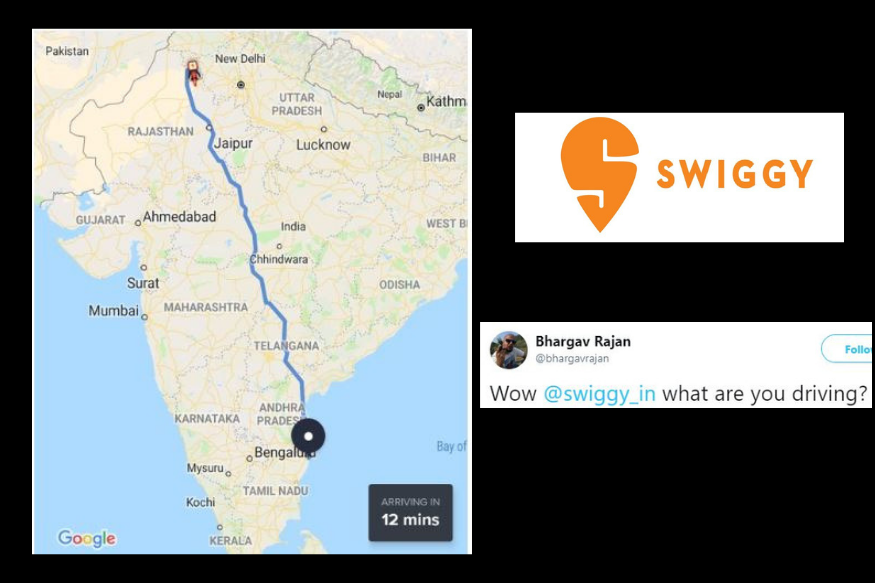 Pakistan
New Delhi
Nepal
Kathm
UTTAR
PRADESH
RAJASTHAN
Jaipur
Lucknow
BIHAR
GUJARAT
Ahmedabad
India
WEST B
Chhindwara
Surat
ODISHA
Mumbai
MAHARASHTRA
TELANGANA
KARNATAKA
ANDHRA
PRADES
Bengalu
Bay of
Mysuru
TAMIL NADU
Kochi
KERALA
Google
ARRIVING IN
12 mins
SWIGGY
Bhargav Rajan
@bhargavrajan
Follo
Wow @swiggy_in what are you driving?